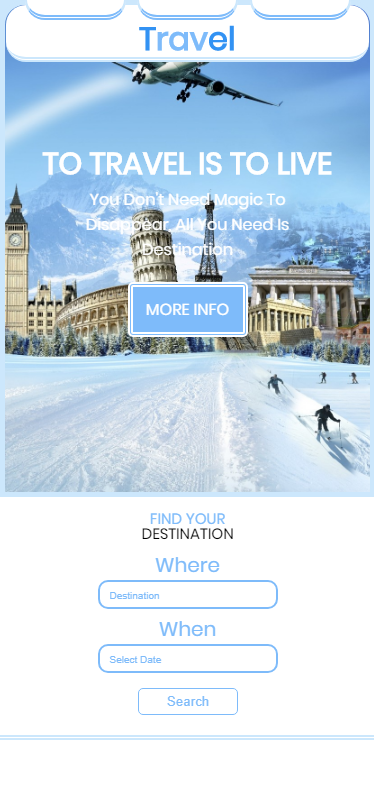 Travel
TO TRAVEL IS TO LIVE
You Don't Need Magic To
Disappear, All You Need Is
Destination
MORE INFO
FIND YOUR
DESTINATION
Where
Destination
When
Select Date
Search